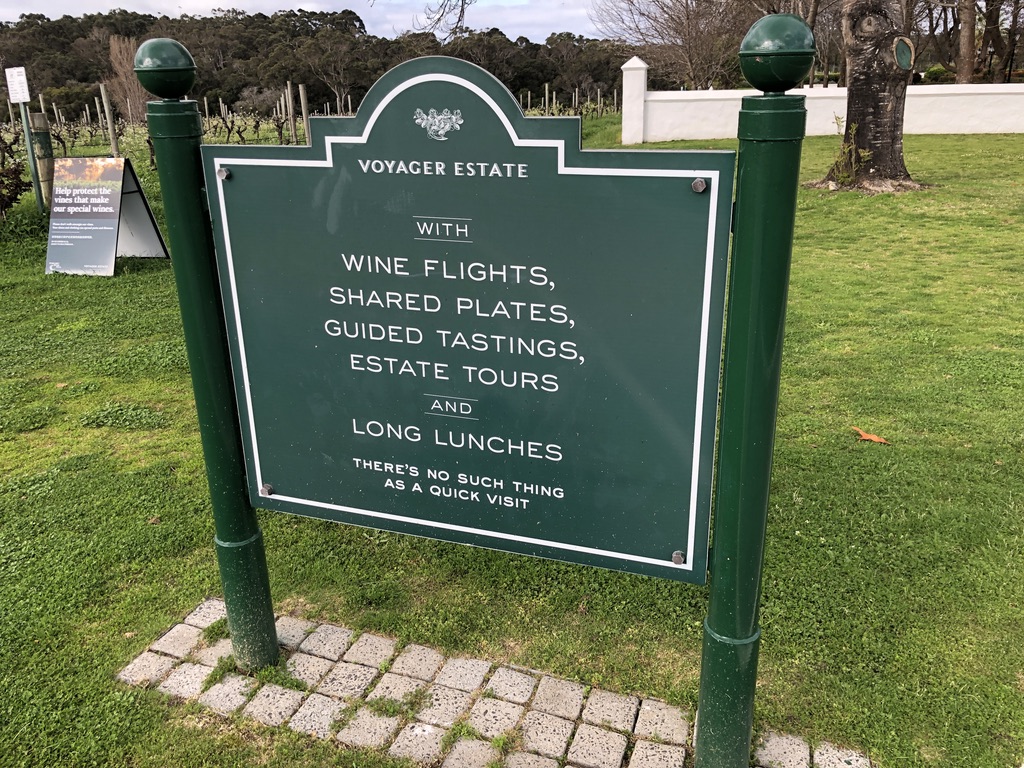 VOYAGER ESTATE
WITH
WINE FLIGHTS,
SHARED PLATES,
GUIDED TASTINGS,
ESTATE TOURS
AND
LONG LUNCHES
THERE'S NO SUCH THING
AS A QUICK VISIT
Help protect the
vines that make
our special wines.